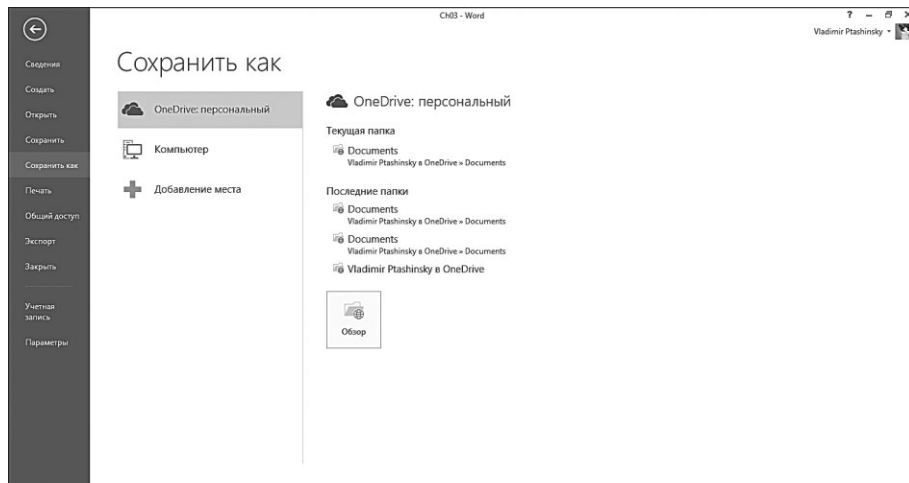 Ch03 - Word
?
Vladimir Ptashinsky
Сведения
Создать
Открыть
Сохранить
Сохранить как
Печать
Общий доступ
Экспорт
Закрыть
Учетная
запись
Параметры
Сохранить как
OneDrive: персональный
Компьютер
Добавление места
OneDrive: персональный
Текущая папка
Documents
Vladimir Ptashinsky в OneDrive » Documents
Последние папки
Documents
Vladimir Ptashinsky в OneDrive » Documents
Documents
Vladimir Ptashinsky в OneDrive » Documents
Vladimir Ptashinsky в OneDrive
Обзор